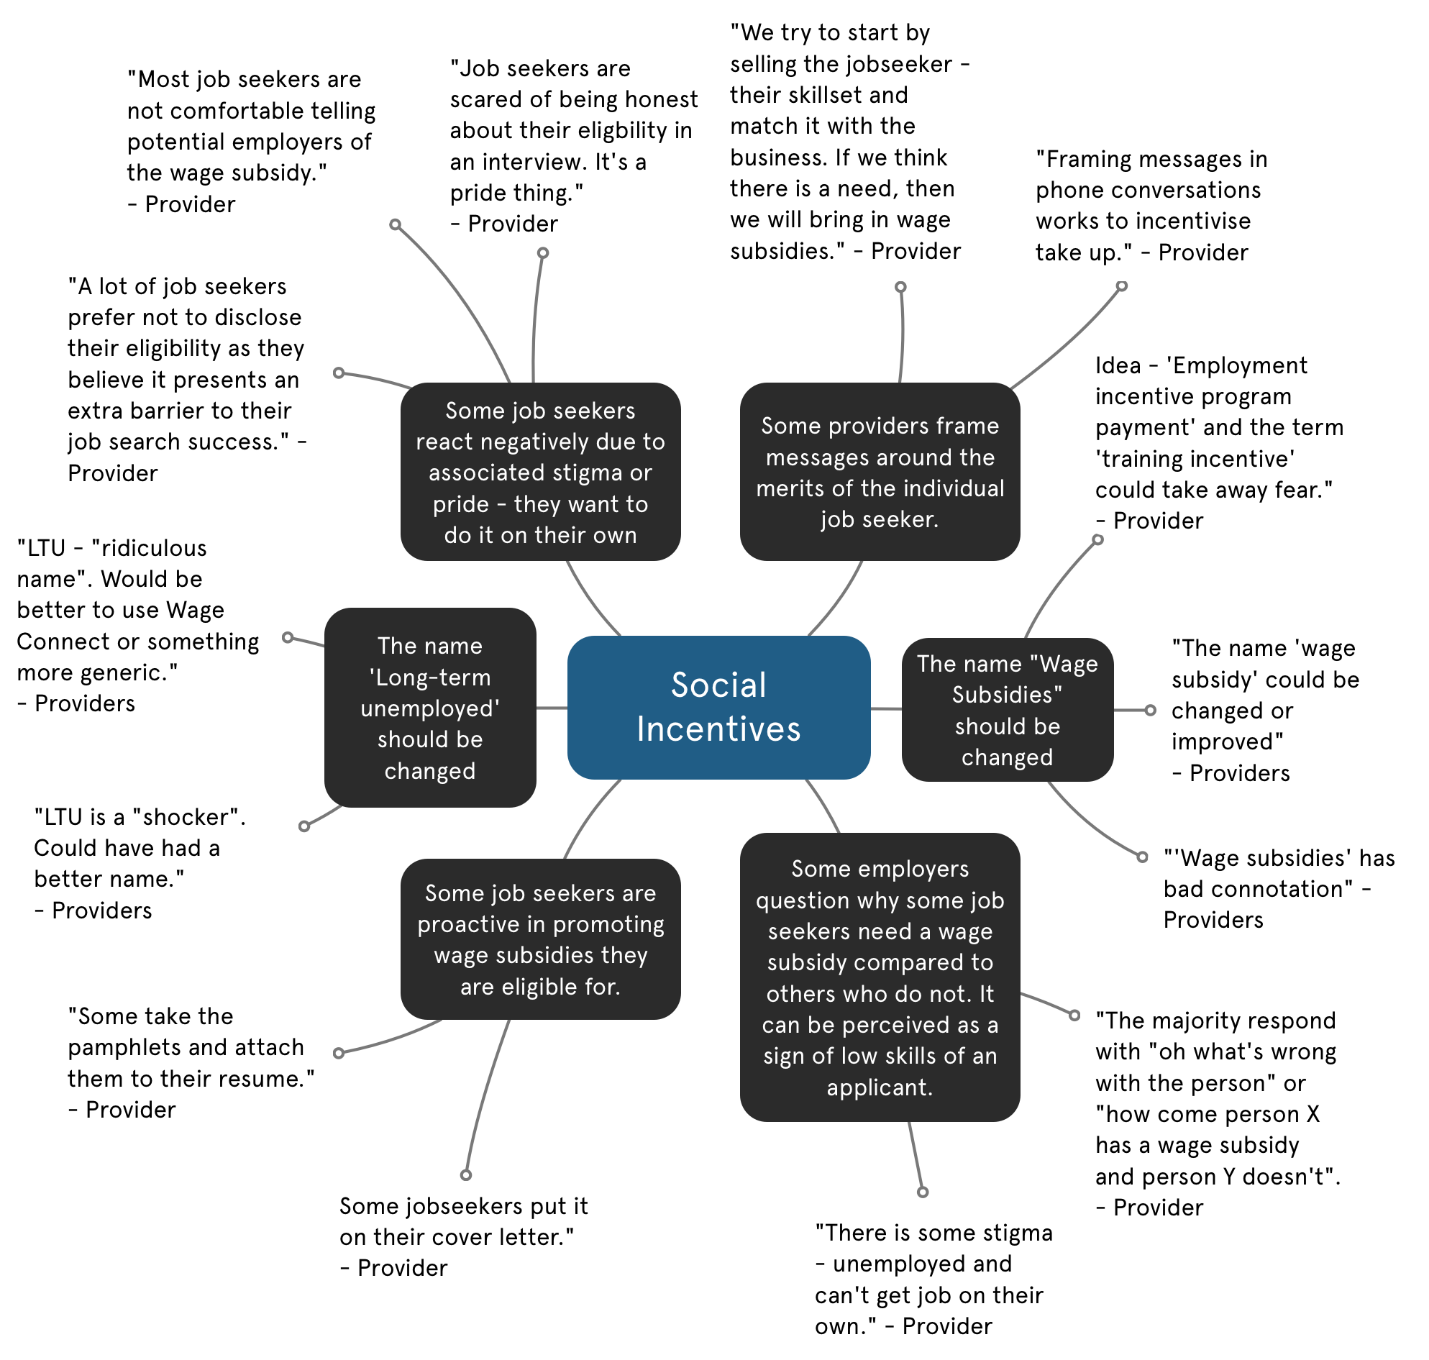 "We try to start by
selling the jobseeker -
their skillset and
match it with the
business. If we think
there is a need, then
we will bring in wage
subsidies." - Provider
"Job seekers are
scared of being honest
about their eligbility in
an interview. It's a
pride thing."
- Provider
"Most job seekers are
not comfortable telling
potential employers of
the wage subsidy."
- Provider
"Framing messages in
phone conversations
works to incentivise
take up." - Provider
"A lot of job seekers
prefer not to disclose
their eligibility as they
believe it presents an
extra barrier to their
job search success." -
Provider
Some job seekers
react negatively due to
associated stigma or
pride - they want to
do it on their own
Some providers frame
messages around the
merits of the individual
job seeker.
Idea - 'Employment
incentive program
payment' and the term
'training incentive'
could take away fear."
- Provider
"LTU - "ridiculous
name". Would be
better to use Wage
Connect or something
more generic."
- Providers
The name
'Long-term
unemployed'
should be
changed
Social
Incentives
The name "Wage
Subsidies"
should be
changed
"The name 'wage
subsidy' could be
changed or
improved"
- Providers
"LTU is a "shocker".
Could have had a
better name."
- Providers
Some job seekers are
proactive in promoting
wage subsidies they
are eligible for.
Some employers
question why some job
seekers need a wage
subsidy compared to
others who do not. It
can be perceived as a
sign of low skills of an
applicant.
"'Wage subsidies' has
bad connotation" -
Providers
"Some take the
pamphlets and attach
them to their resume."
- Provider
"The majority respond
with "oh what's wrong
with the person" or
"how come person X
has a wage subsidy
and person Y doesn't".
- Provider
Some jobseekers put it
on their cover letter."
- Provider
"There is some stigma
- unemployed and
can't get job on their
own." - Provider